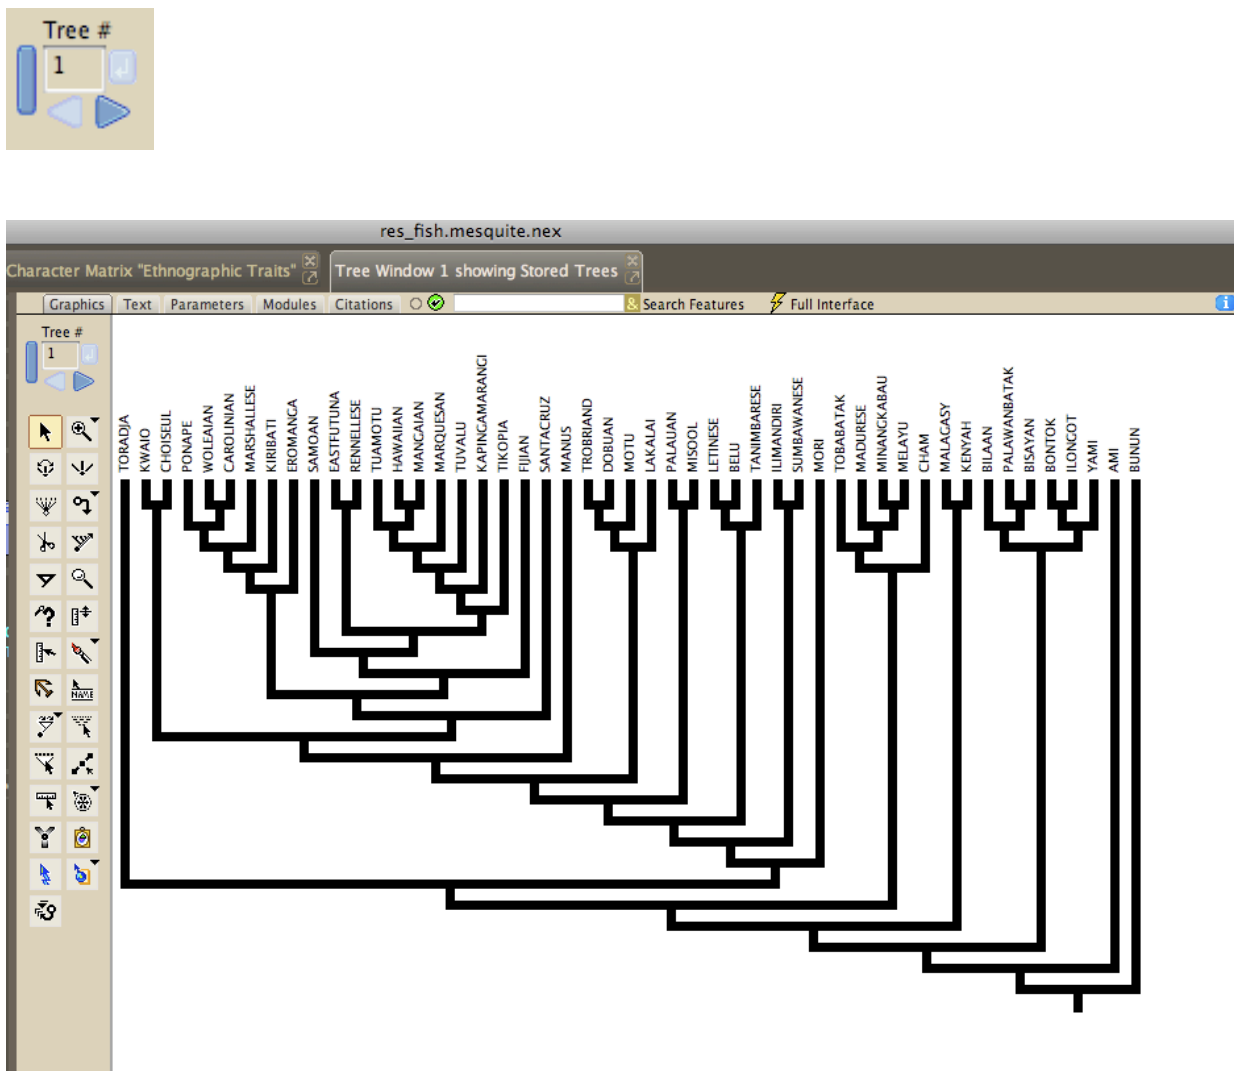 Tree #
1
res_fish.mesquite.nex
Character Matrix "Ethnographic Traits"
Tree Window 1 showing Stored Trees
Graphics Text Parameters Modules Citations & Search Features Full Interface i
Tree #
1
TORADJA
KWAIO
CHOISEUL
PONAPE
WOLEAIAN
CAROLINIAN
MARSHALLESE
KIRIBATI
EROMANGA
SAMOAN
EASTFUTUNA
RENNELLESE
TUAMOTU
HAWAIIAN
MANGAIAN
MARQUESAN
TUVALU
KAPINGAMARANGI
TIKOPIA
FIJIAN
SANTACRUZ
MANUS
TROBRIAND
DOBUAN
MOTU
LAKALAI
PALAUAN
MISOOL
LETINESE
BELU
TANIMBARESE
ILIMANDIRI
SUMBAWANESE
MORI
TOBABATAK
MADURESE
MINANGKABAU
MELAYU
CHAM
MALAGASY
KENYAH
BILAN
PALAWANBATAK
BISAYAN
BONTOK
ILONGOT
YAMI
AMI
BUNUN
NAME